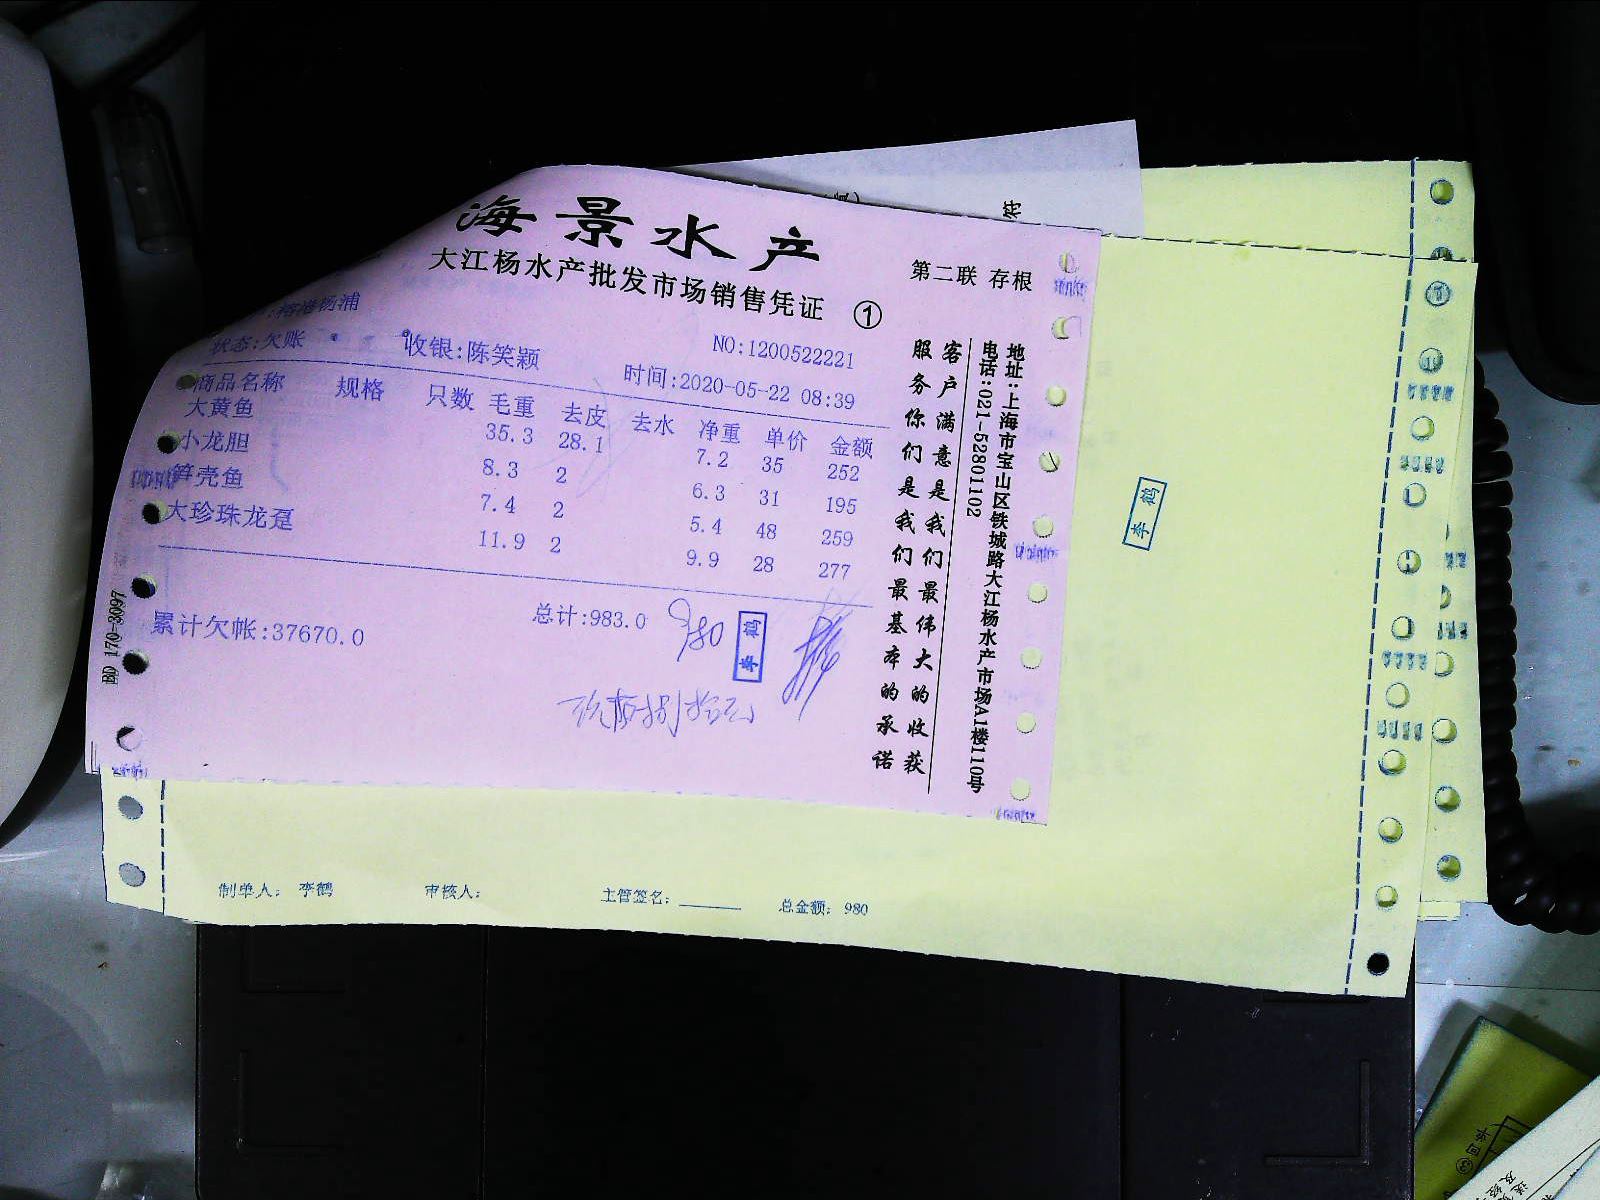 海景水产
大江杨水产批发市场销售凭证 ①
第二联 存根
:榕港杨浦
NO:1200522221
状态:欠账 收银:陈笑颖
时间:2020-05-22 08:39
商品名称 规格 只数 毛重 去皮 去水 净重 单价 金额
大黄鱼 35.3 28.1 7.2 35 252
小龙胆 8.3 2 6.3 31 195
笋壳鱼 7.4 2 5.4 48 259
大珍珠龙趸 11.9 2 9.9 28 277
累计欠帐:37670.0 总计:983.0 980
李鹤
玖佰捌拾元
客户满意是我们最伟大的收获
服务你们是我们最基本的承诺
地址:上海市宝山区铁城路大江杨水产市场A1楼110号
电话:021-52801102
BD 170-3097
李鹤
制单人: 李鹤 审核人: 主管签名: 总金额: 980